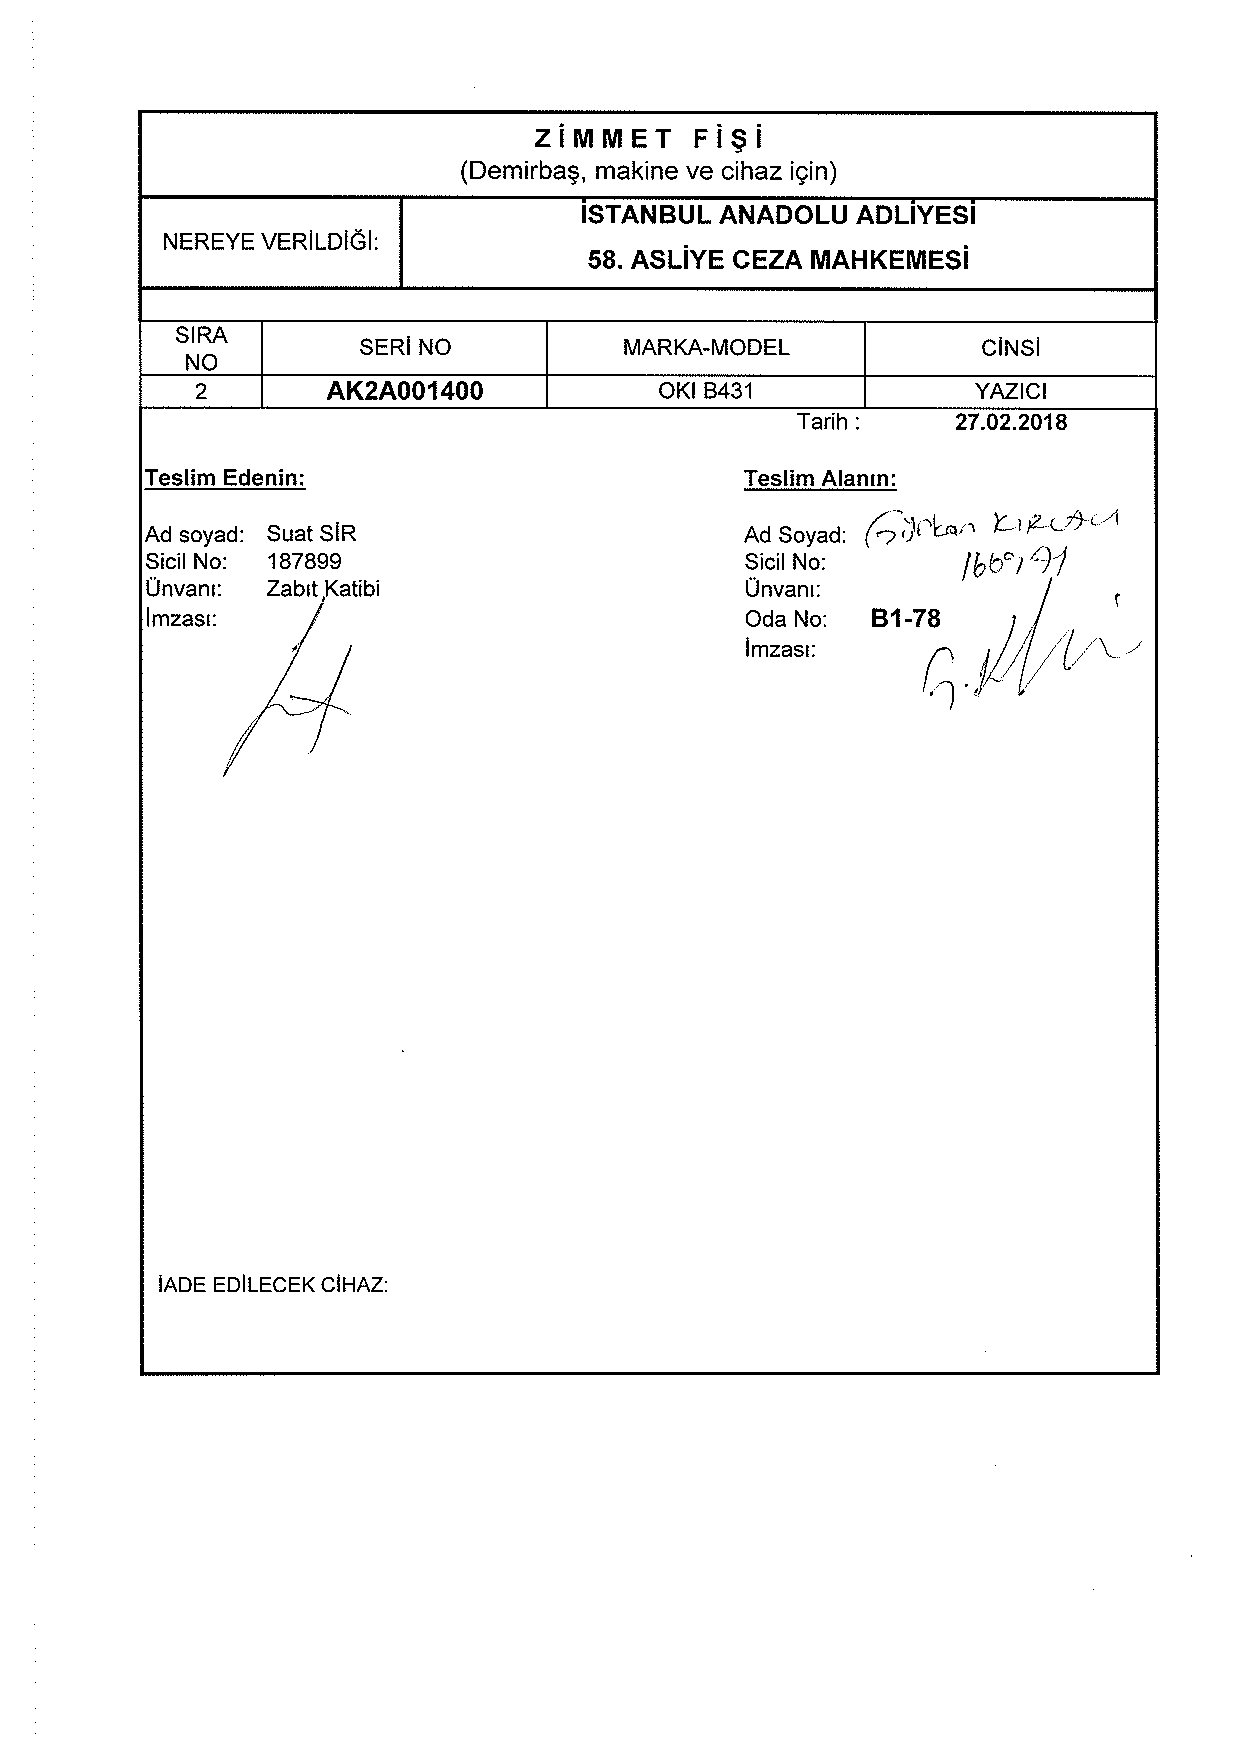 ZİMMET FİŞİ
(Demirbaş, makine ve cihaz için)
NEREYE VERİLDİĞİ:
İSTANBUL ANADOLU ADLİYESİ
58. ASLİYE CEZA MAHKEMESİ
SIRA NO SERİ NO MARKA-MODEL CİNSİ
2 AK2A001400 OKI B431 YAZICI
Tarih : 27.02.2018
Teslim Edenin: Teslim Alanın:
Ad soyad: Suat SİR Ad Soyad: Gürkan KIRCACI
Sicil No: 187899 Sicil No:
Ünvanı: Zabıt Katibi Ünvanı:
İmzası: Oda No: B1-78
İmzası:
İADE EDİLECEK CİHAZ: